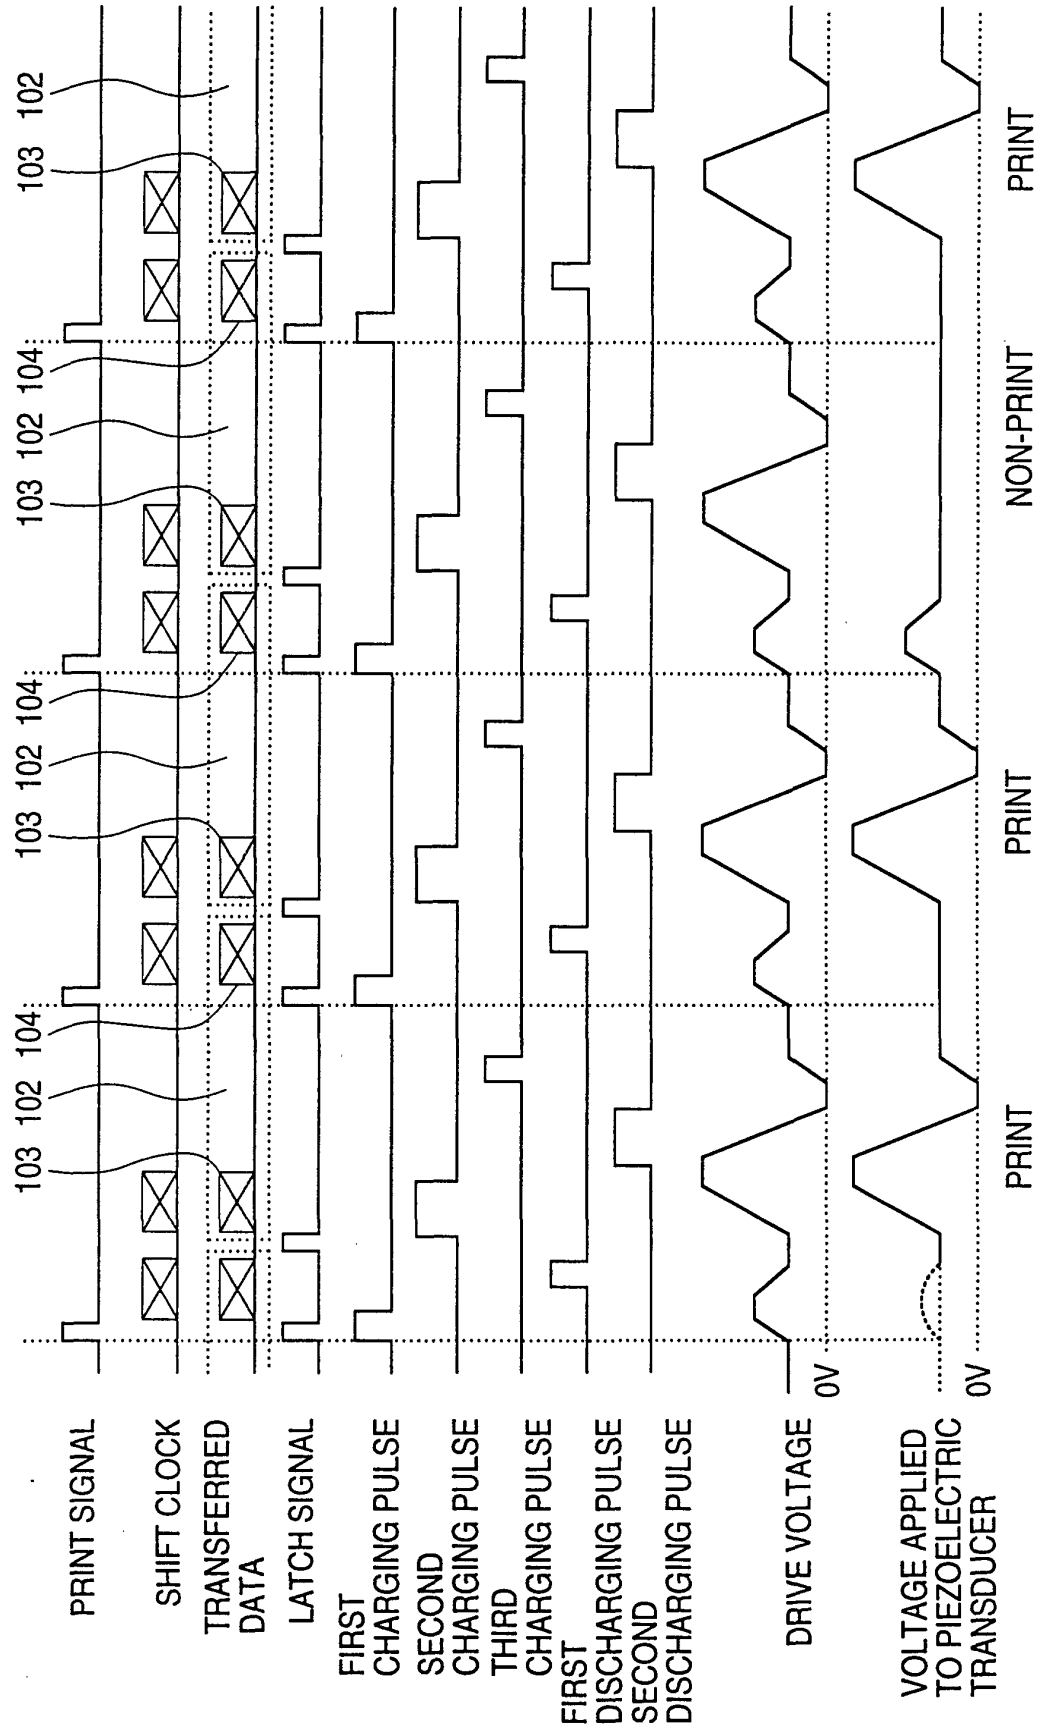 103 102 104 103 102 104 103 102 104 103 102
PRINT SIGNAL
SHIFT CLOCK
TRANSFERRED
DATA
LATCH SIGNAL
FIRST
CHARGING PULSE
SECOND
CHARGING PULSE
THIRD
CHARGING PULSE
FIRST
DISCHARGING PULSE
SECOND
DISCHARGING PULSE
DRIVE VOLTAGE
0V
VOLTAGE APPLIED
TO PIEZOELECTRIC
TRANSDUCER
0V
PRINT PRINT NON-PRINT PRINT